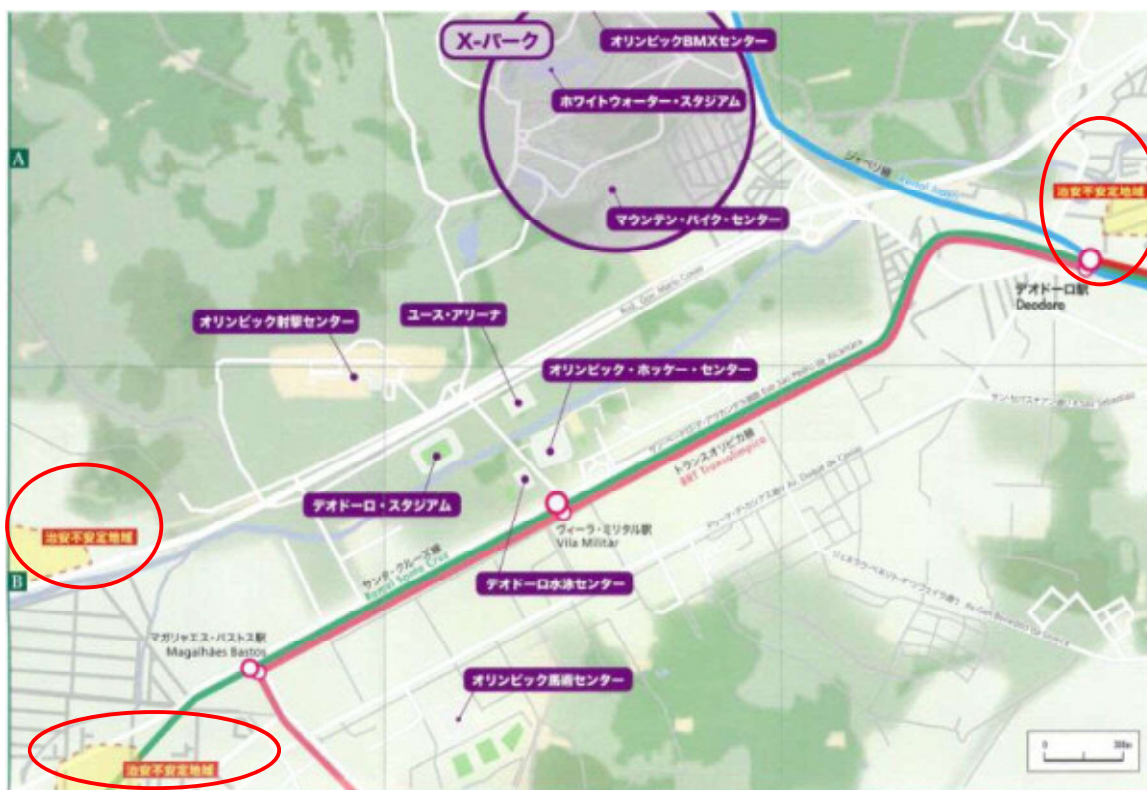 X-パーク
オリンピックBMXセンター
ホワイトウォーター・スタジアム
A
ジャペリ線
治安不安定地域
マウンテン・バイク・センター
デオドーロ駅
Deodoro
ユース・アリーナ
オリンピック射撃センター
オリンピック・ホッケー・センター
トランスオリンピカ線
BRT Transolímpica
デオドーロ・スタジアム
ヴィーラ・ミリタル駅
Vila Militar
治安不安定地域
B
サンタ・クルーズ線
Ramal Santa Cruz
デオドーロ水泳センター
マガリャエス・バストス駅
Magalhães Bastos
オリンピック馬術センター
治安不安定地域
0
300m